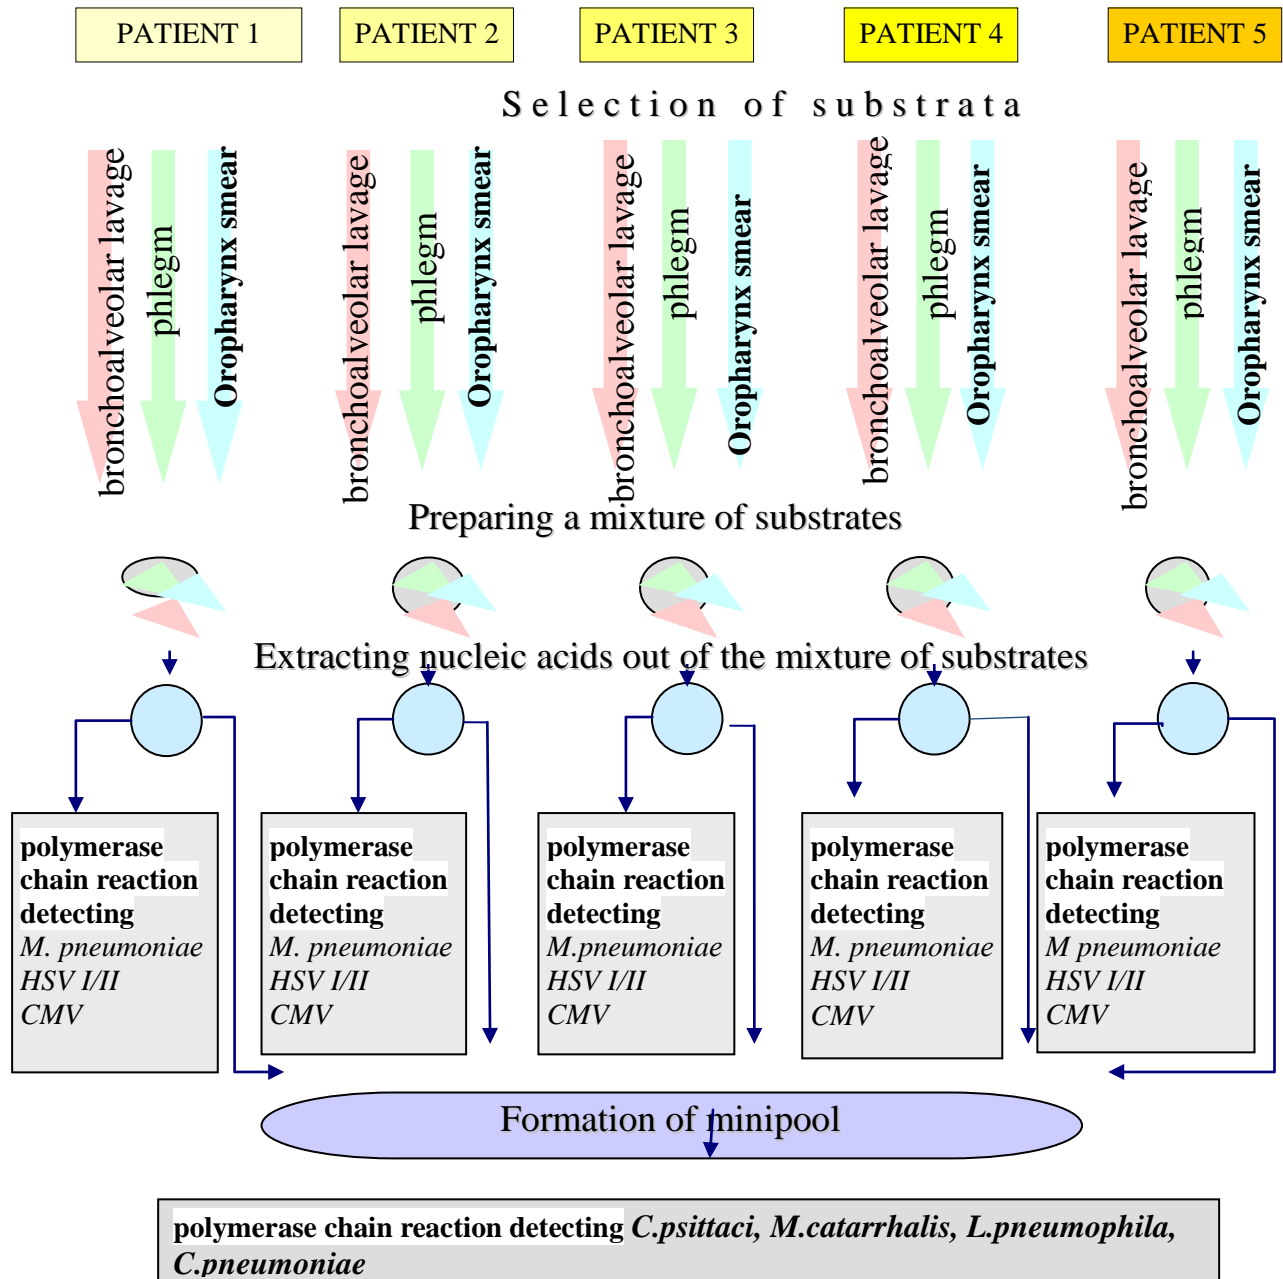 PATIENT 1
PATIENT 2
PATIENT 3
PATIENT 4
PATIENT 5
Selection of substrata
bronchoalveolar lavage
phlegm
Oropharynx smear
bronchoalveolar lavage
phlegm
Oropharynx smear
bronchoalveolar lavage
phlegm
Oropharynx smear
bronchoalveolar lavage
phlegm
Oropharynx smear
bronchoalveolar lavage
phlegm
Oropharynx smear
Preparing a mixture of substrates
Extracting nucleic acids out of the mixture of substrates
polymerase
chain reaction
detecting
M. pneumoniae
HSV I/II
CMV
polymerase
chain reaction
detecting
M. pneumoniae
HSV I/II
CMV
polymerase
chain reaction
detecting
M.pneumoniae
HSV I/II
CMV
polymerase
chain reaction
detecting
M. pneumoniae
HSV I/II
CMV
polymerase
chain reaction
detecting
M pneumoniae
HSV I/II
CMV
Formation of minipool
polymerase chain reaction detecting C.psittaci, M.catarrhalis, L.pneumophila,
C.pneumoniae